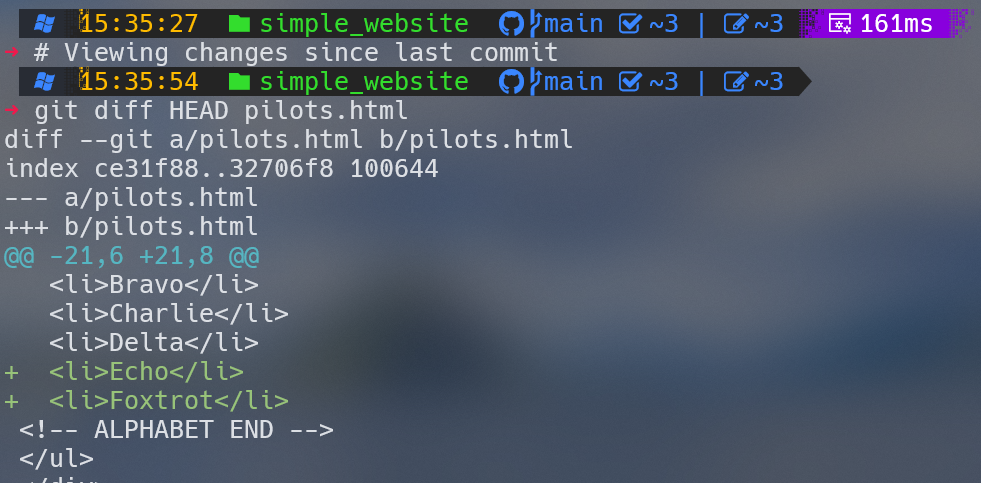 15:35:27 simple_website main ~3 | ~3 161ms
➜ # Viewing changes since last commit
15:35:54 simple_website main ~3 | ~3
➜ git diff HEAD pilots.html
diff --git a/pilots.html b/pilots.html
index ce31f88..32706f8 100644
--- a/pilots.html
+++ b/pilots.html
@@ -21,6 +21,8 @@
   <li>Bravo</li>
   <li>Charlie</li>
   <li>Delta</li>
+  <li>Echo</li>
+  <li>Foxtrot</li>
 <!-- ALPHABET END -->
 </ul>
 </div>